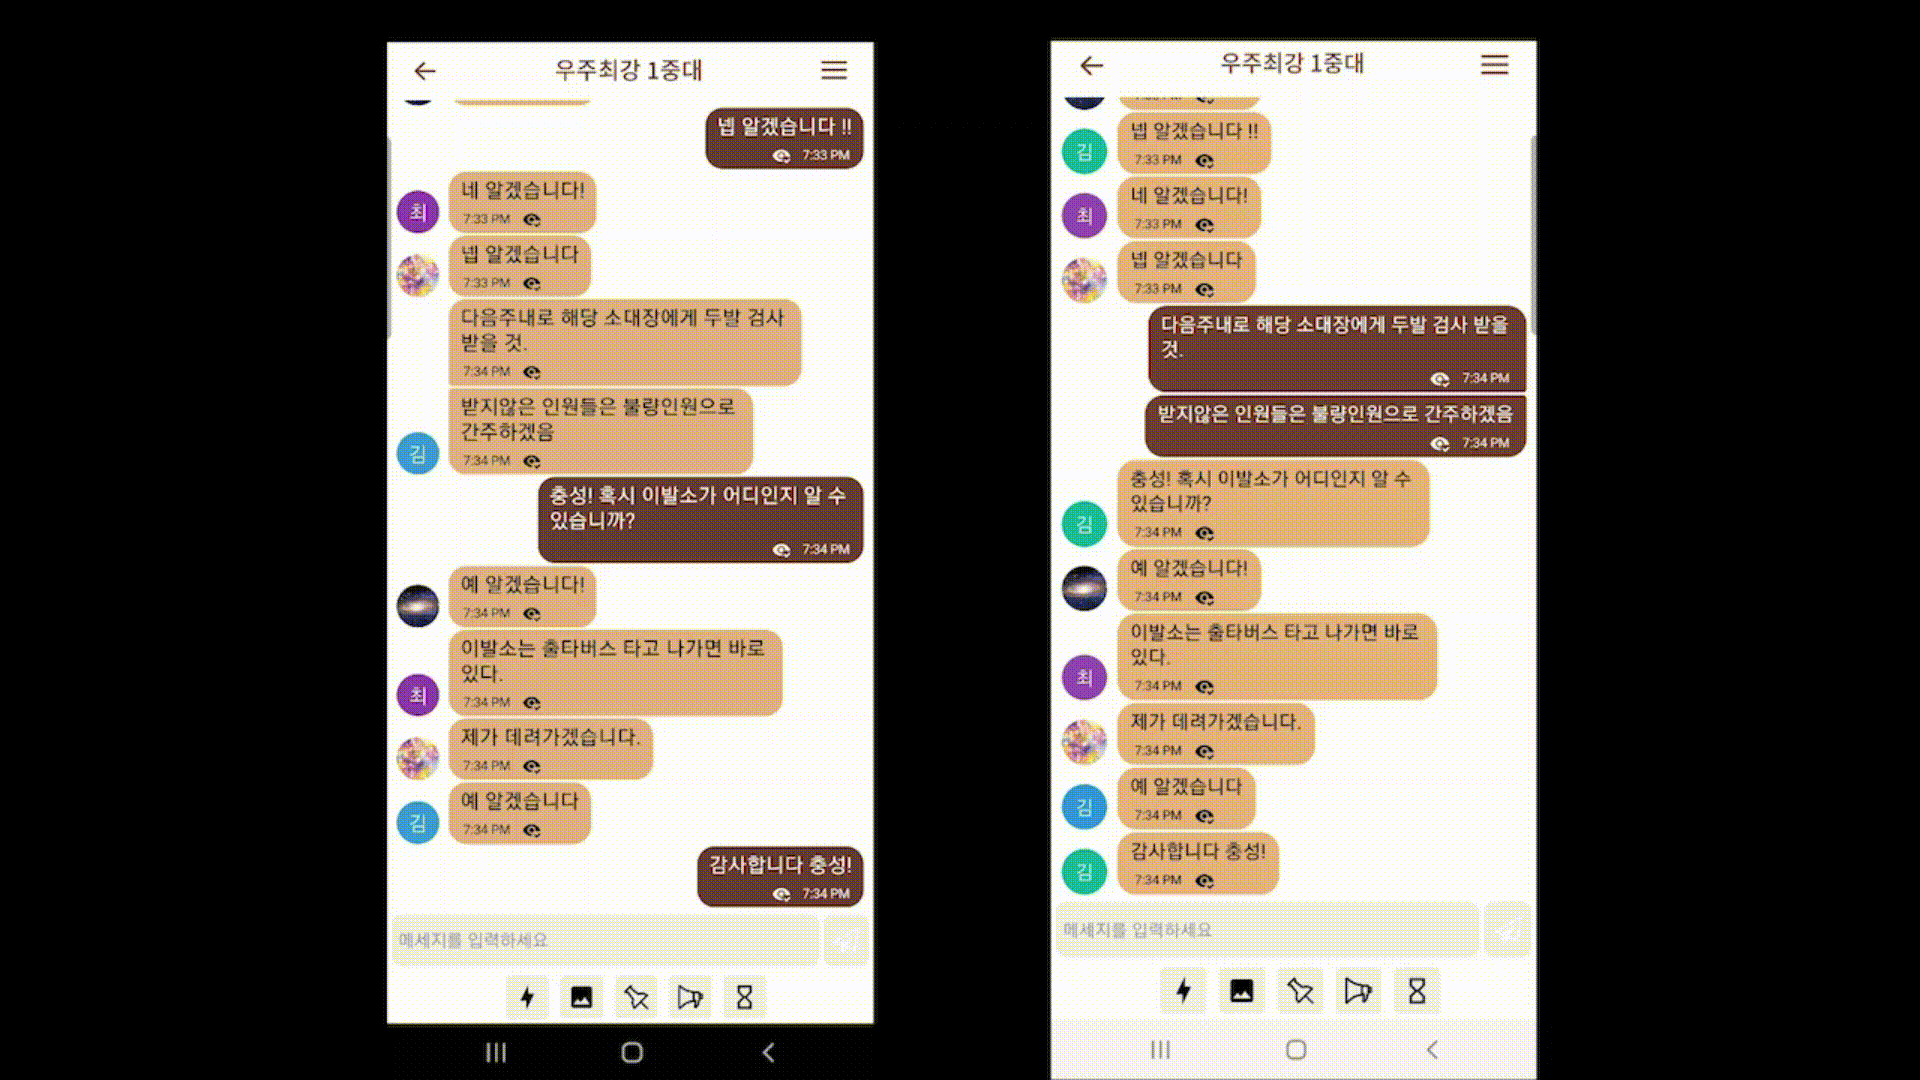 우주최강 1중대
넵 알겠습니다 !!
7:33 PM
네 알겠습니다!
최
7:33 PM
넵 알겠습니다
7:33 PM
다음주내로 해당 소대장에게 두발 검사
받을 것.
7:34 PM
받지않은 인원들은 불량인원으로
간주하겠음
김
7:34 PM
충성! 혹시 이발소가 어디인지 알 수
있습니까?
7:34 PM
예 알겠습니다!
7:34 PM
이발소는 출타버스 타고 나가면 바로
있다.
최
7:34 PM
제가 데려가겠습니다.
7:34 PM
예 알겠습니다
김
7:34 PM
감사합니다 충성!
7:34 PM
메세지를 입력하세요
우주최강 1중대
넵 알겠습니다 !!
김
7:33 PM
네 알겠습니다!
최
7:33 PM
넵 알겠습니다
7:33 PM
다음주내로 해당 소대장에게 두발 검사 받을
것.
7:34 PM
받지않은 인원들은 불량인원으로 간주하겠음
7:34 PM
충성! 혹시 이발소가 어디인지 알 수
있습니까?
김
7:34 PM
예 알겠습니다!
7:34 PM
이발소는 출타버스 타고 나가면 바로
있다.
최
7:34 PM
제가 데려가겠습니다.
7:34 PM
예 알겠습니다
김
7:34 PM
감사합니다 충성!
김
7:34 PM
메세지를 입력하세요